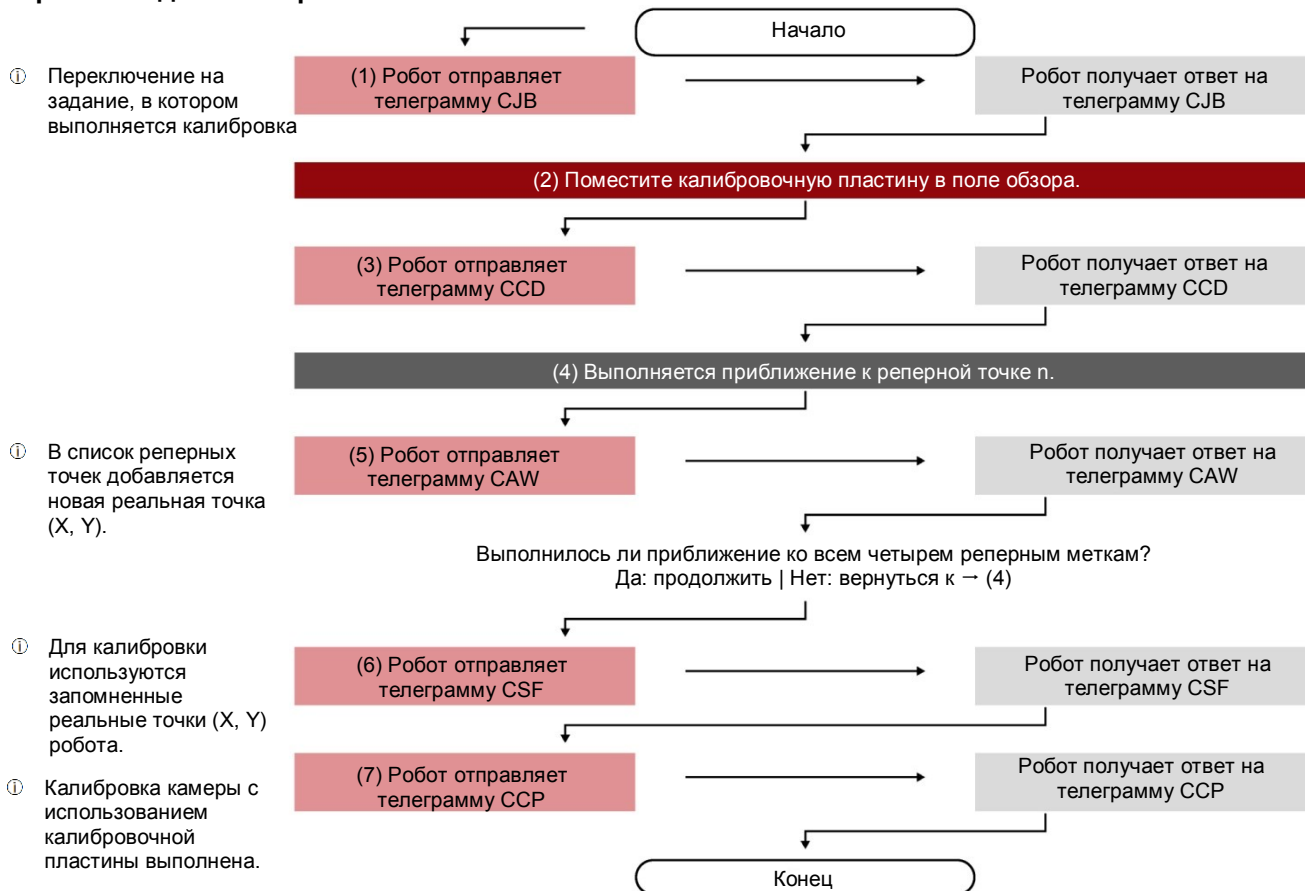 Начало
ⓘ Переключение на
задание, в котором
выполняется калибровка
(1) Робот отправляет
телеграмму CJB
Робот получает ответ на
телеграмму CJB
(2) Поместите калибровочную пластину в поле обзора.
(3) Робот отправляет
телеграмму CCD
Робот получает ответ на
телеграмму CCD
(4) Выполняется приближение к реперной точке n.
ⓘ В список реперных
точек добавляется
новая реальная точка
(X, Y).
(5) Робот отправляет
телеграмму CAW
Робот получает ответ на
телеграмму CAW
Выполнилось ли приближение ко всем четырем реперным меткам?
Да: продолжить | Нет: вернуться к → (4)
ⓘ Для калибровки
используются
запомненные
реальные точки (X, Y)
робота.
(6) Робот отправляет
телеграмму CSF
Робот получает ответ на
телеграмму CSF
ⓘ Калибровка камеры с
использованием
калибровочной
пластины выполнена.
(7) Робот отправляет
телеграмму CCP
Робот получает ответ на
телеграмму CCP
Конец